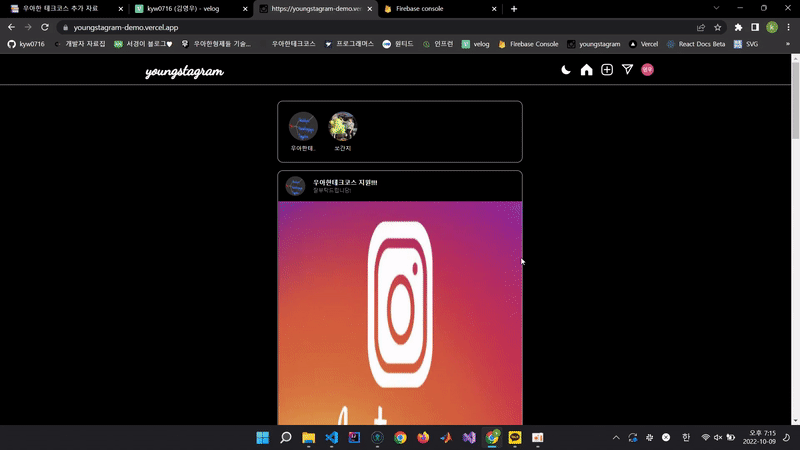 우아한 테크코스 추가 자료
kyw0716 (김영우) - velog
https://youngstagram-demo.vercel
Firebase console
youngstagram-demo.vercel.app
kyw0716
개발자 자료집
서경이 블로그♥
우아한형제들 기술...
우아한테크코스
프로그래머스
원티드
인프런
velog
Firebase Console
youngstagram
Vercel
React Docs Beta
SVG
youngstagram
영우
우아한테..
쏘간지
우아한테크코스 지원!!!!
잘부탁드립니당!
오후 7:15
한
2022-10-09